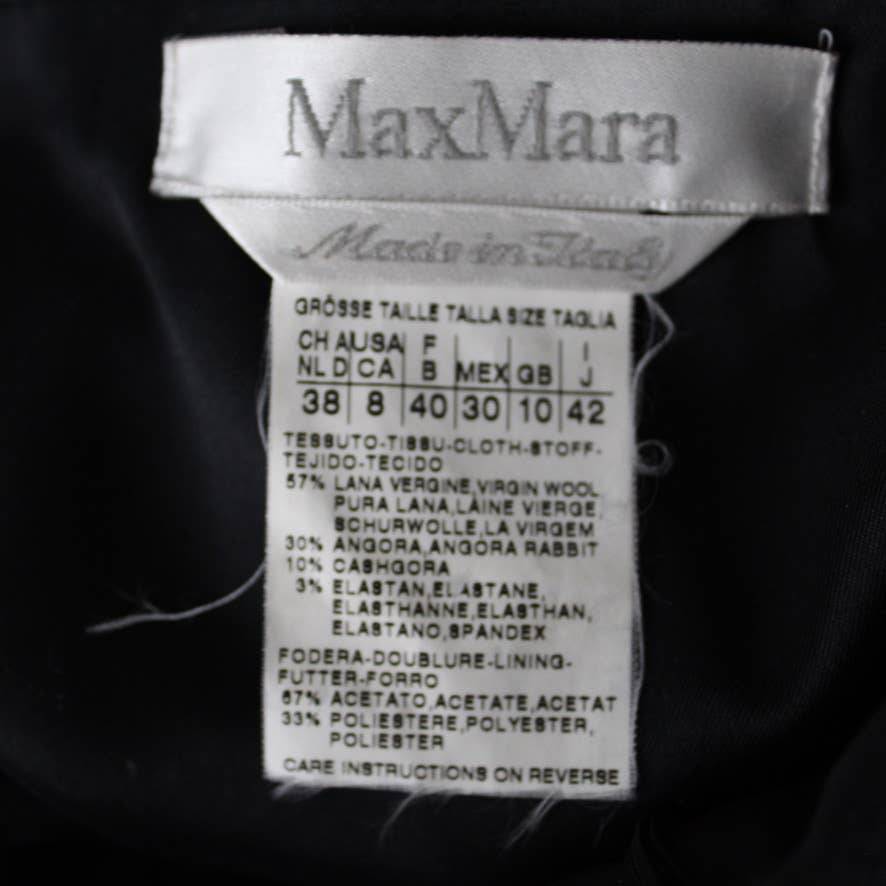 MaxMara
Made in Italy
GRÖSSE TAILLE TALLA SIZE TAGLIA
CH A USA F I
NL D CA B MEX GB J
38 8 40 30 10 42
TESSUTO-TISSU-CLOTH-STOFF-
TEJIDO-TECIDO
57% LANA VERGINE,VIRGIN WOOL
PURA LANA,LAINE VIERGE,
SCHURWOLLE,LA VIRGEM
30% ANGORA,ANGORA RABBIT
10% CASHGORA
3% ELASTAN,ELASTANE,
ELASTHANNE,ELASTHAN,
ELASTANO,SPANDEX
FODERA-DOUBLURE-LINING-
FUTTER-FORRO
67% ACETATO,ACETATE,ACETAT
33% POLIESTERE,POLYESTER,
POLIESTER
CARE INSTRUCTIONS ON REVERSE